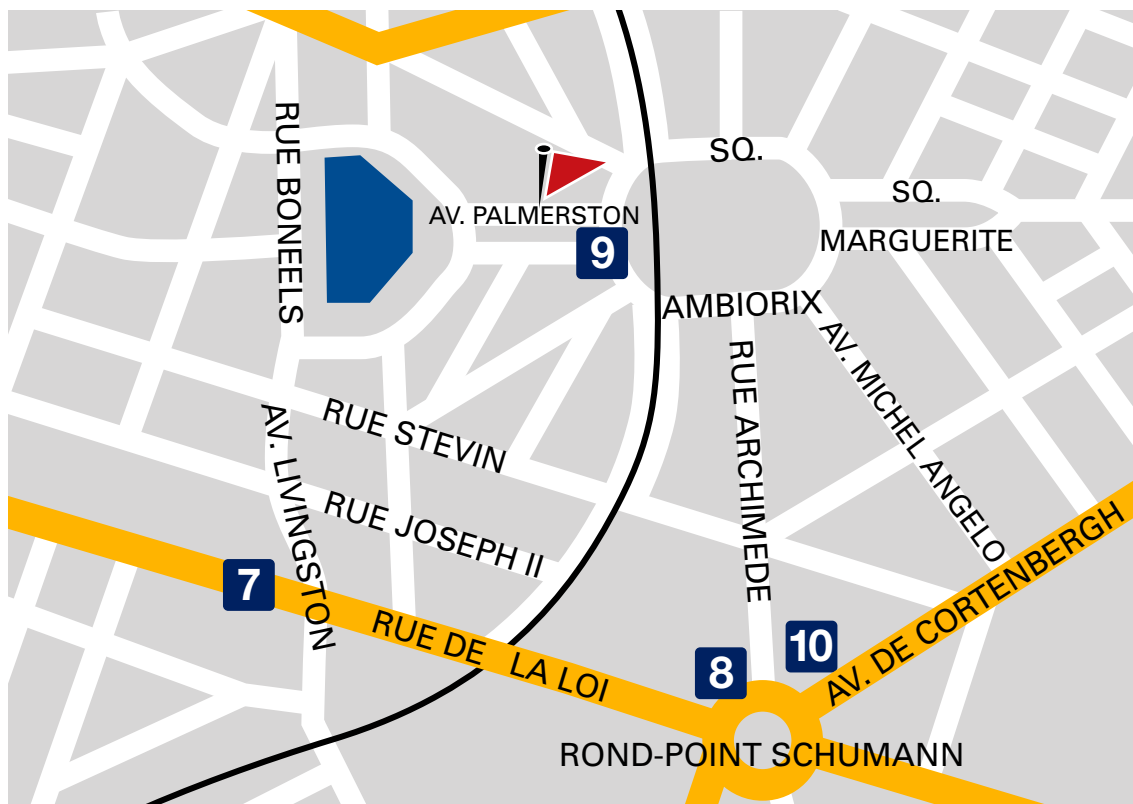 RUE BONEELS
SQ.
SQ.
AV. PALMERSTON
MARGUERITE
9
AMBIORIX
AV. MICHEL ANGELO
RUE ARCHIMEDE
RUE STEVIN
AV. LIVINGSTON
RUE JOSEPH II
AV. DE CORTENBERGH
7
RUE DE LA LOI
10
8
ROND-POINT SCHUMANN